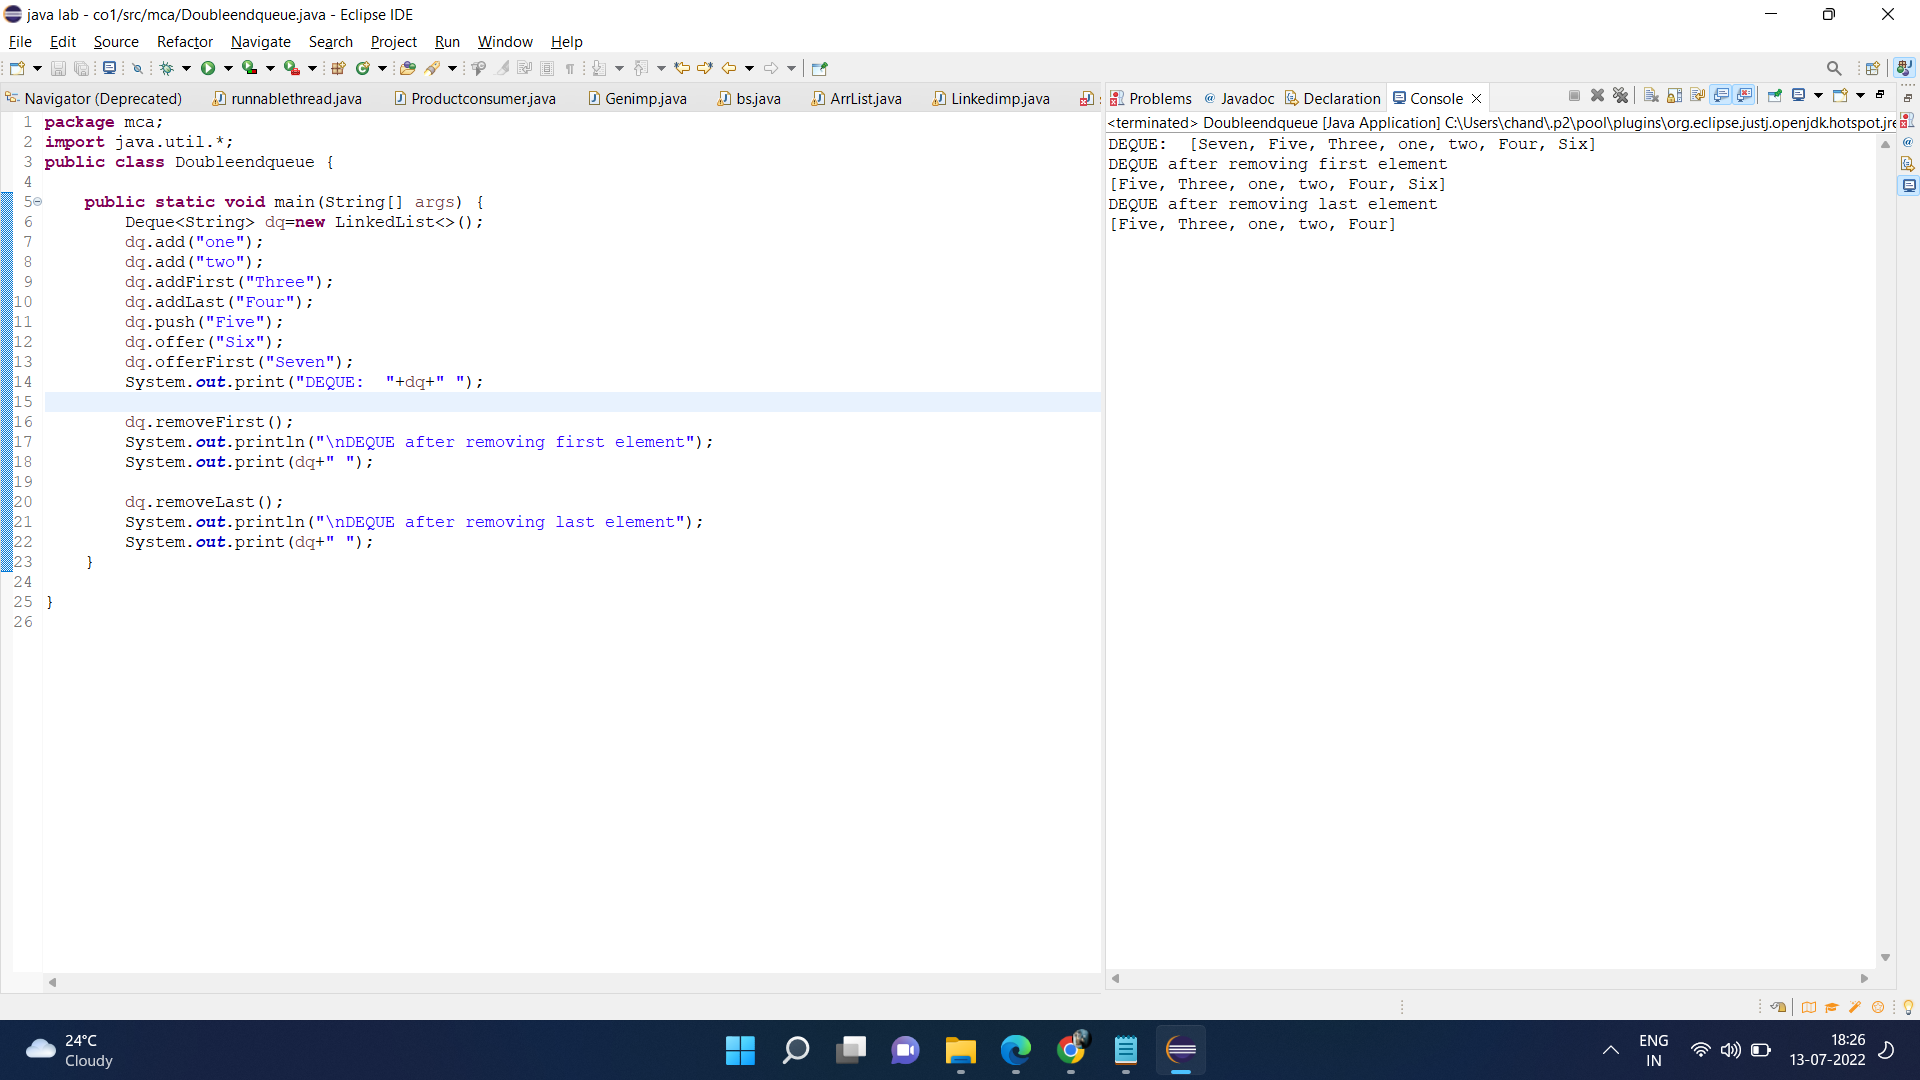 java lab - co1/src/mca/Doubleendqueue.java - Eclipse IDE
File Edit Source Refactor Navigate Search Project Run Window Help
Navigator (Deprecated) runnablethread.java Productconsumer.java Genimp.java bs.java ArrList.java Linkedimp.java
1 package mca;
2 import java.util.*;
3 public class Doubleendqueue {
4
5 public static void main(String[] args) {
6 Deque<String> dq=new LinkedList<>();
7 dq.add("one");
8 dq.add("two");
9 dq.addFirst("Three");
10 dq.addLast("Four");
11 dq.push("Five");
12 dq.offer("Six");
13 dq.offerFirst("Seven");
14 System.out.print("DEQUE:  "+dq+" ");
15
16 dq.removeFirst();
17 System.out.println("\nDEQUE after removing first element");
18 System.out.print(dq+" ");
19
20 dq.removeLast();
21 System.out.println("\nDEQUE after removing last element");
22 System.out.print(dq+" ");
23 }
24
25 }
26
Problems Javadoc Declaration Console
<terminated> Doubleendqueue [Java Application] C:\Users\chand\.p2\pool\plugins\org.eclipse.justj.openjdk.hotspot.jre
DEQUE:  [Seven, Five, Three, one, two, Four, Six]
DEQUE after removing first element
[Five, Three, one, two, Four, Six]
DEQUE after removing last element
[Five, Three, one, two, Four]
24°C
Cloudy
ENG
IN
18:26
13-07-2022